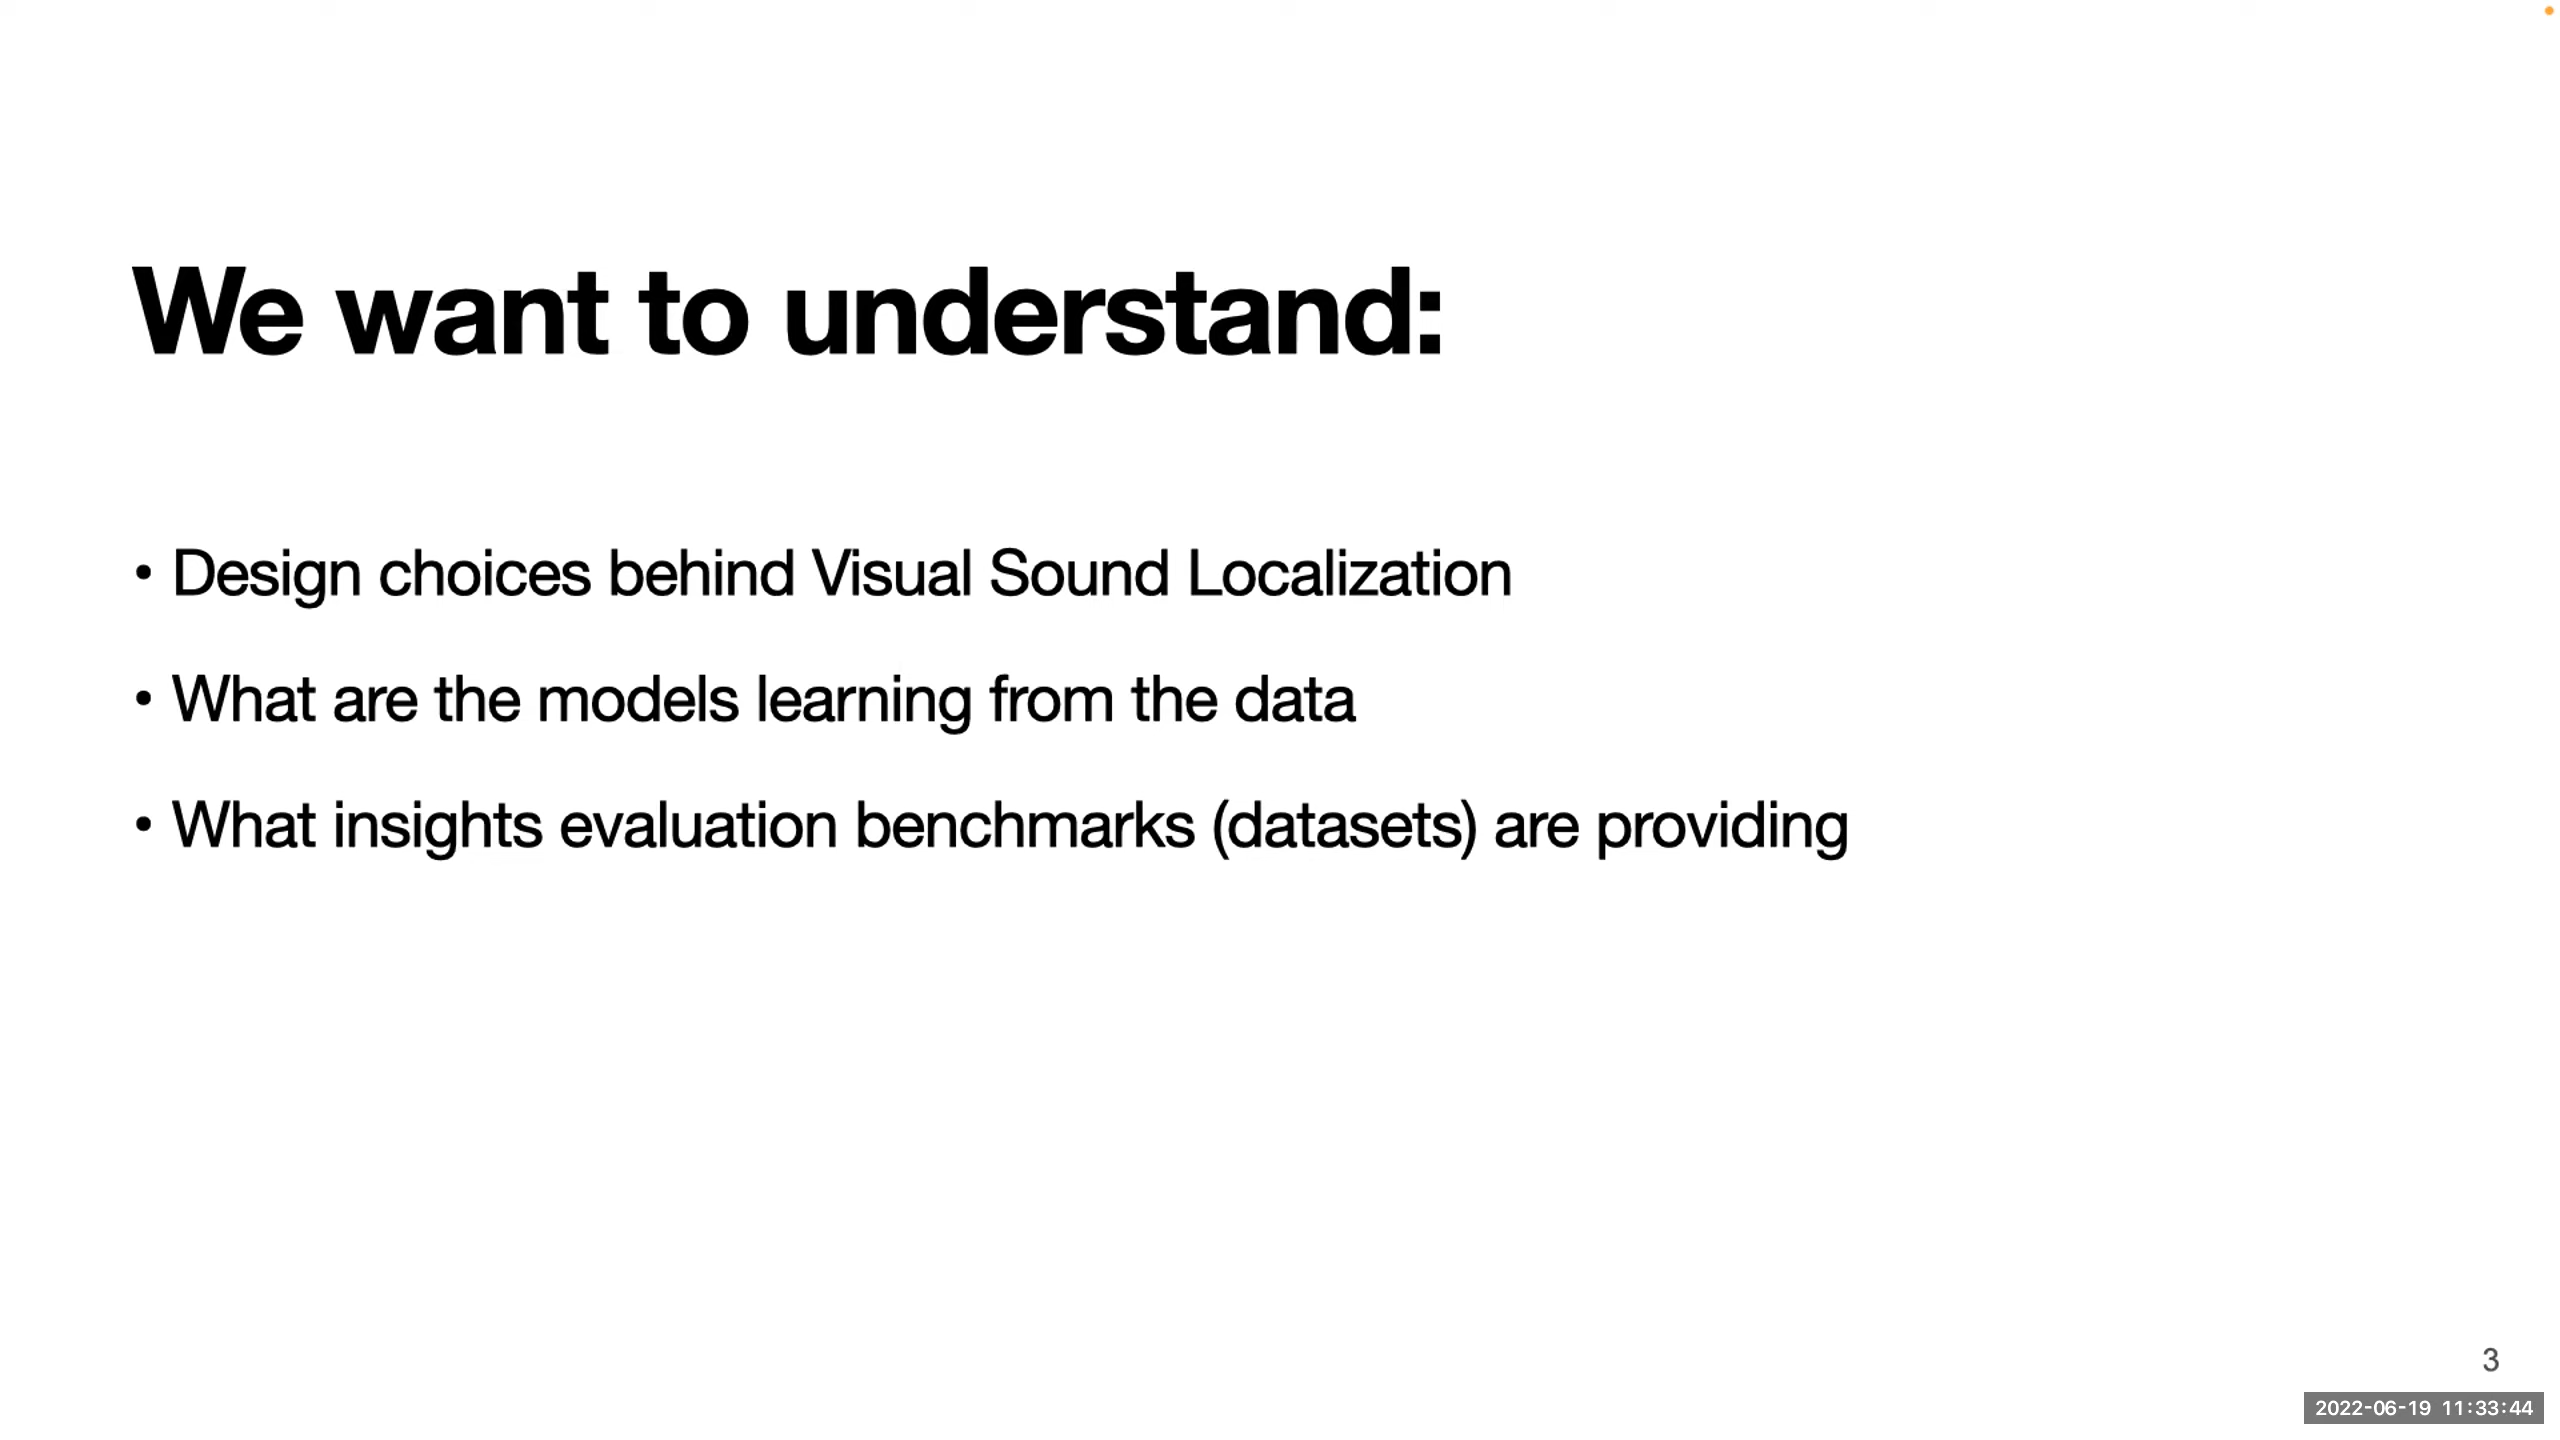 We want to understand:
• Design choices behind Visual Sound Localization
• What are the models learning from the data
• What insights evaluation benchmarks (datasets) are providing
3
2022-06-19 11:33:44